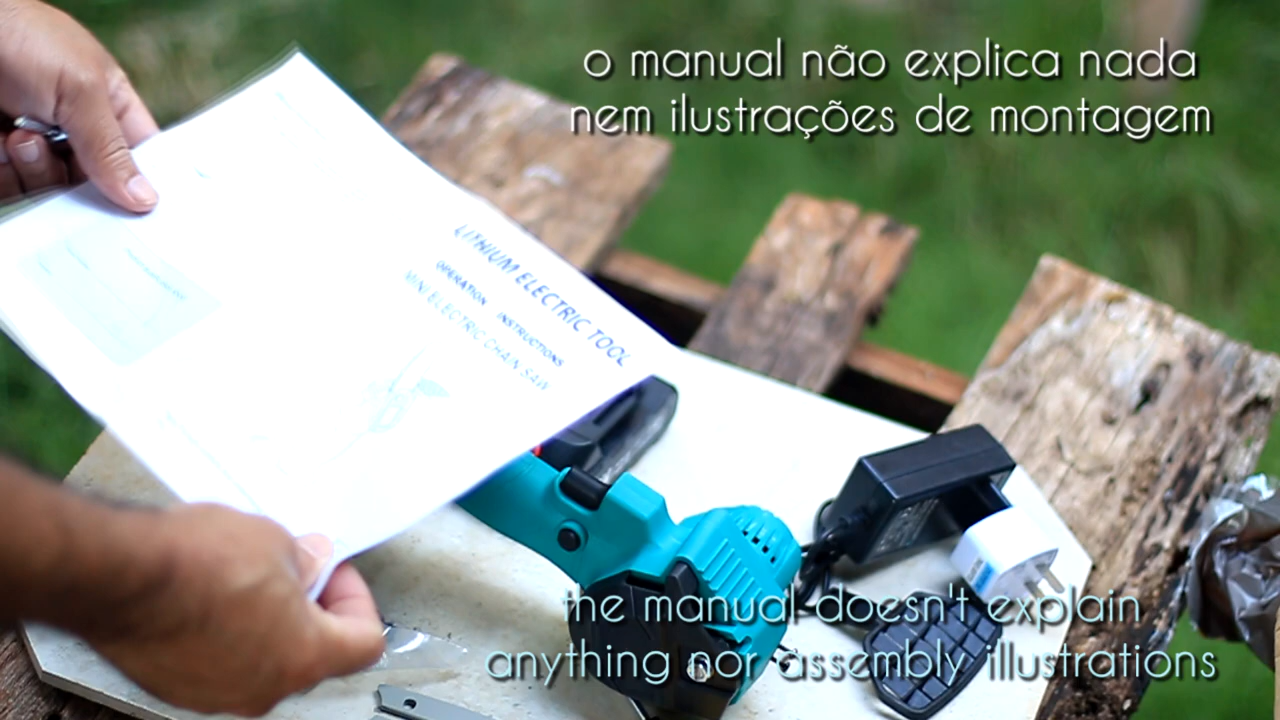 o manual não explica nada
nem ilustrações de montagem
LITHIUM ELECTRIC TOOL
OPERATION INSTRUCTIONS
MINI ELECTRIC CHAIN SAW
the manual doesn't explain
anything nor assembly illustrations